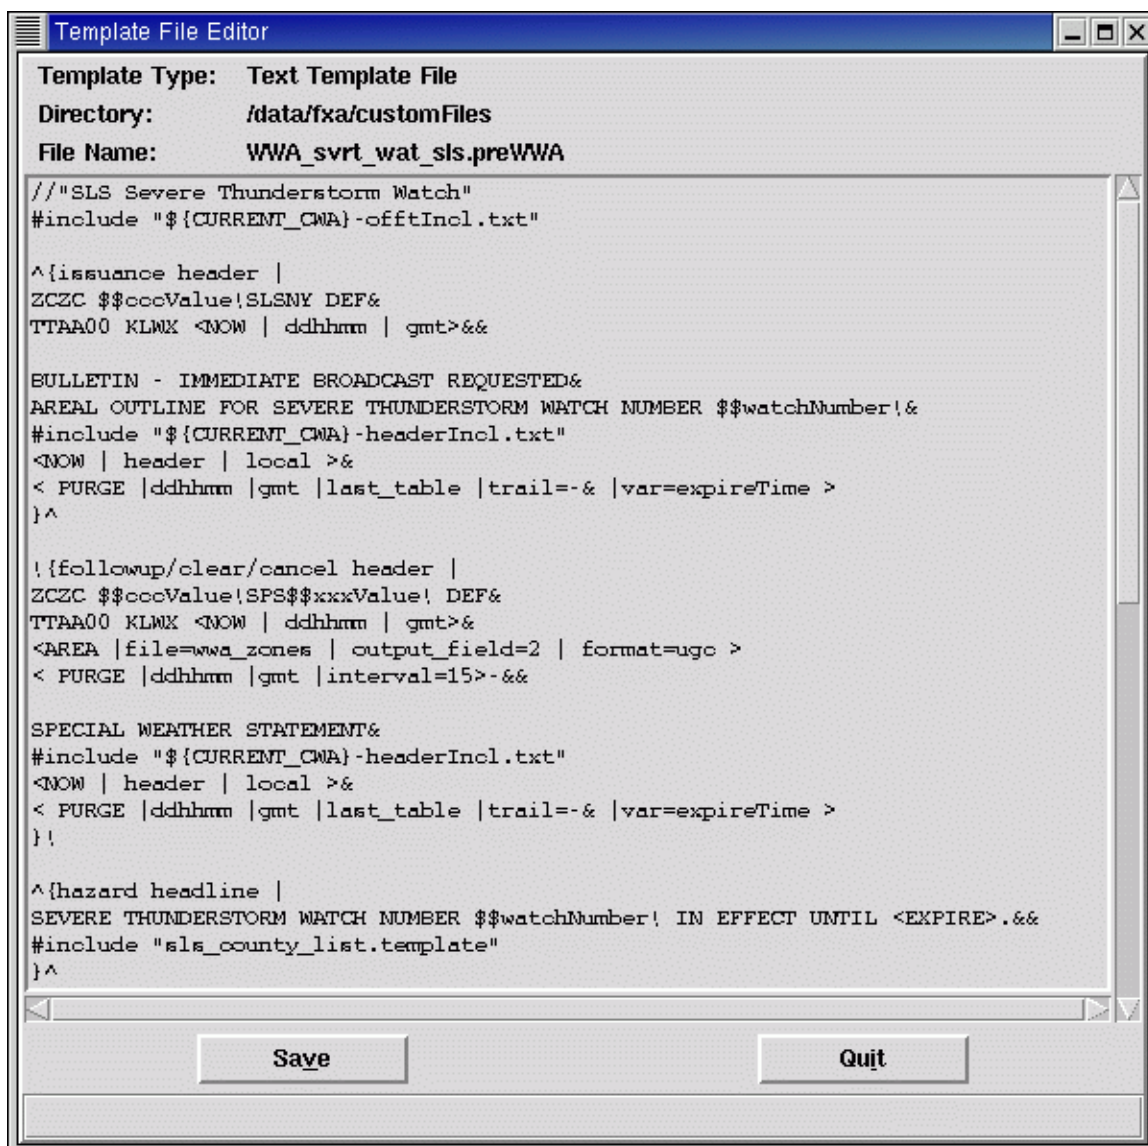 Template File Editor
Template Type: Text Template File
Directory: /data/fxa/customFiles
File Name: WWA_svrt_wat_sls.preWWA
//"SLS Severe Thunderstorm Watch"
#include "${CURRENT_CWA}-offtIncl.txt"
^{issuance header |
ZCZC $$cccValue!SLSNY DEF&
TTAA00 KLWX <NOW | ddhhmm | gmt>&&
BULLETIN - IMMEDIATE BROADCAST REQUESTED&
AREAL OUTLINE FOR SEVERE THUNDERSTORM WATCH NUMBER $$watchNumber!&
#include "${CURRENT_CWA}-headerIncl.txt"
<NOW | header | local >&
< PURGE |ddhhmm |gmt |last_table |trail=-& |var=expireTime >
}^
!{followup/clear/cancel header |
ZCZC $$cccValue!SPS$$xxxValue! DEF&
TTAA00 KLWX <NOW | ddhhmm | gmt>&
<AREA |file=wwa_zones | output_field=2 | format=ugc >
< PURGE |ddhhmm |gmt |interval=15>-&&
SPECIAL WEATHER STATEMENT&
#include "${CURRENT_CWA}-headerIncl.txt"
<NOW | header | local >&
< PURGE |ddhhmm |gmt |last_table |trail=-& |var=expireTime >
}!
^{hazard headline |
SEVERE THUNDERSTORM WATCH NUMBER $$watchNumber! IN EFFECT UNTIL <EXPIRE>.&&
#include "sls_county_list.template"
}^
Save Quit